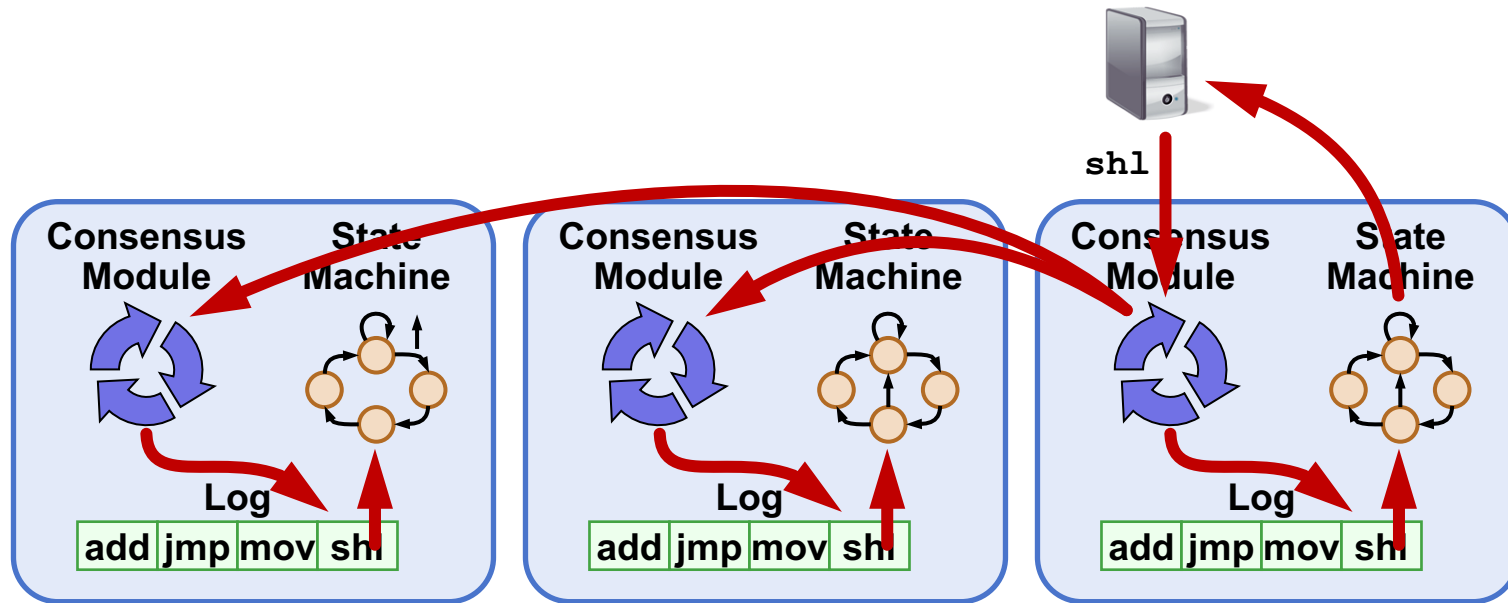 shl
Consensus Module
State Machine
Log
add jmp mov shl
Consensus Module
State Machine
Log
add jmp mov shl
Consensus Module
State Machine
Log
add jmp mov shl